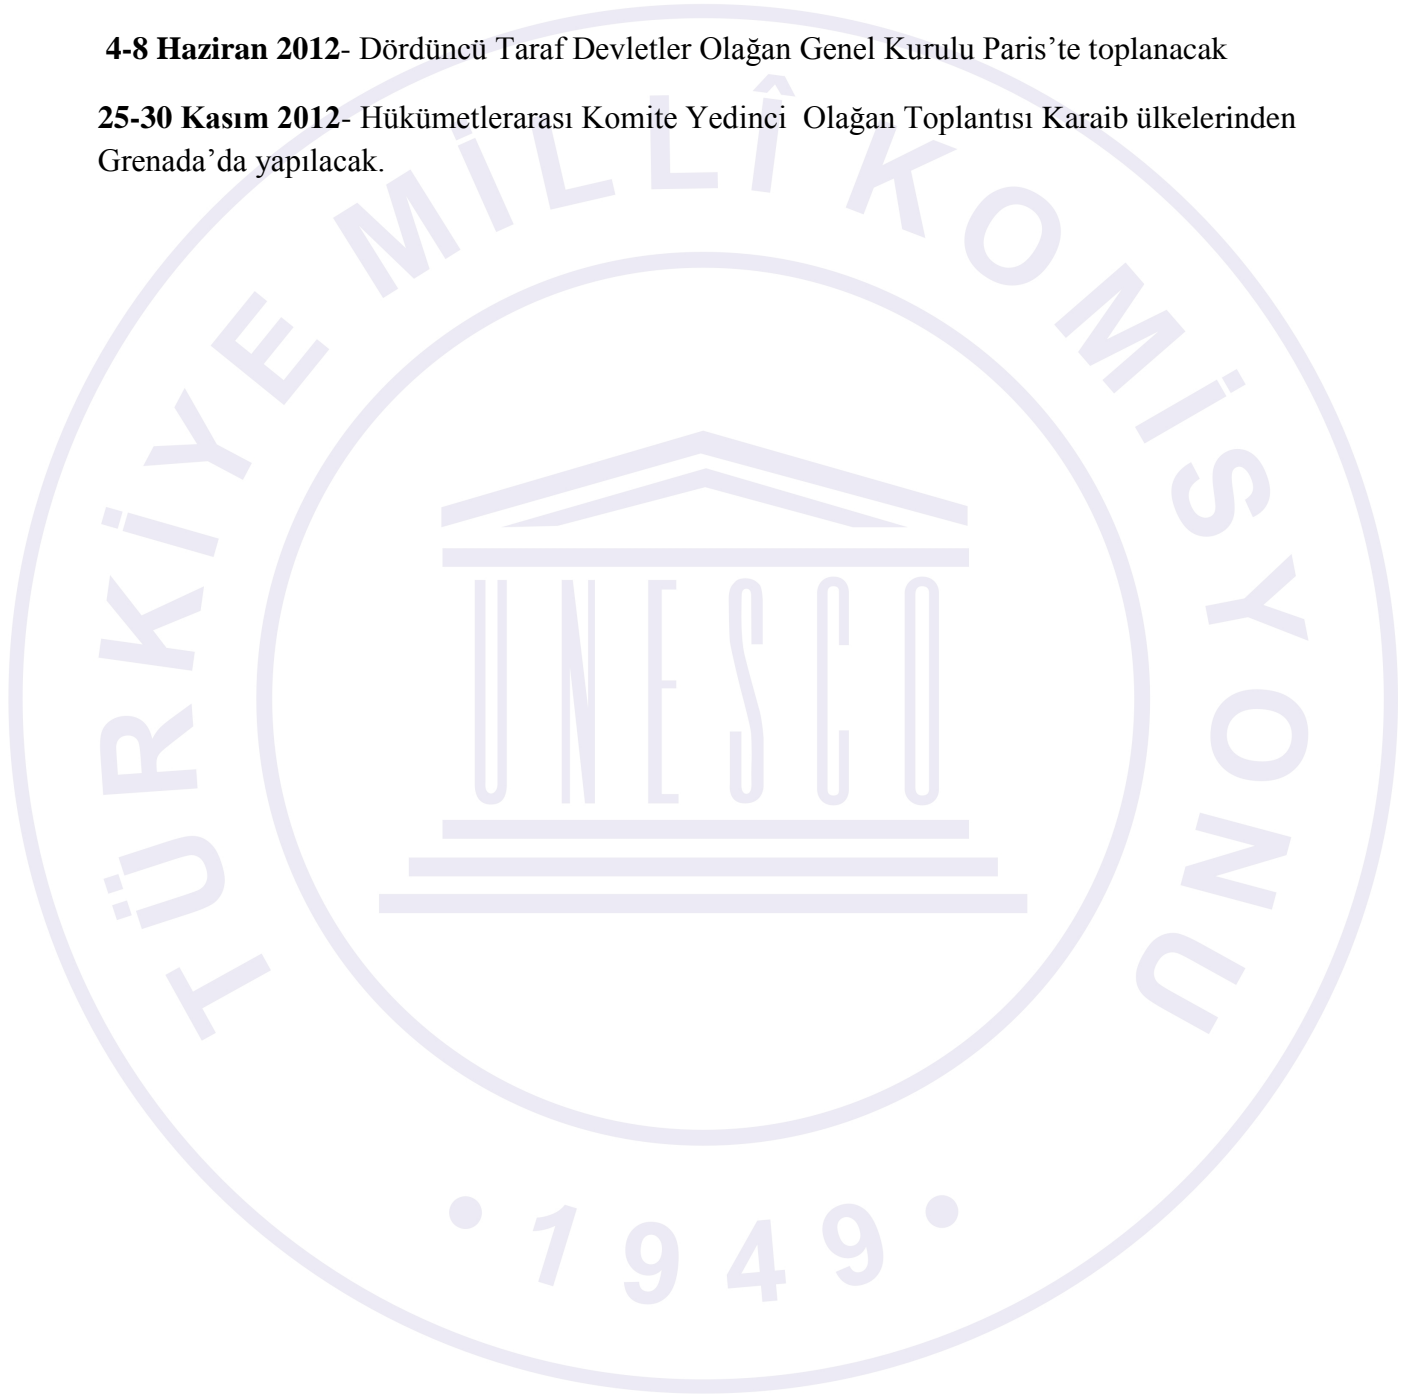 4-8 Haziran 2012- Dördüncü Taraf Devletler Olağan Genel Kurulu Paris’te toplanacak
25-30 Kasım 2012- Hükümetlerarası Komite Yedinci  Olağan Toplantısı Karaib ülkelerinden
Grenada’da yapılacak.
TÜRKİYE MİLLÎ KOMİSYONU
UNESCO
• 1949 •